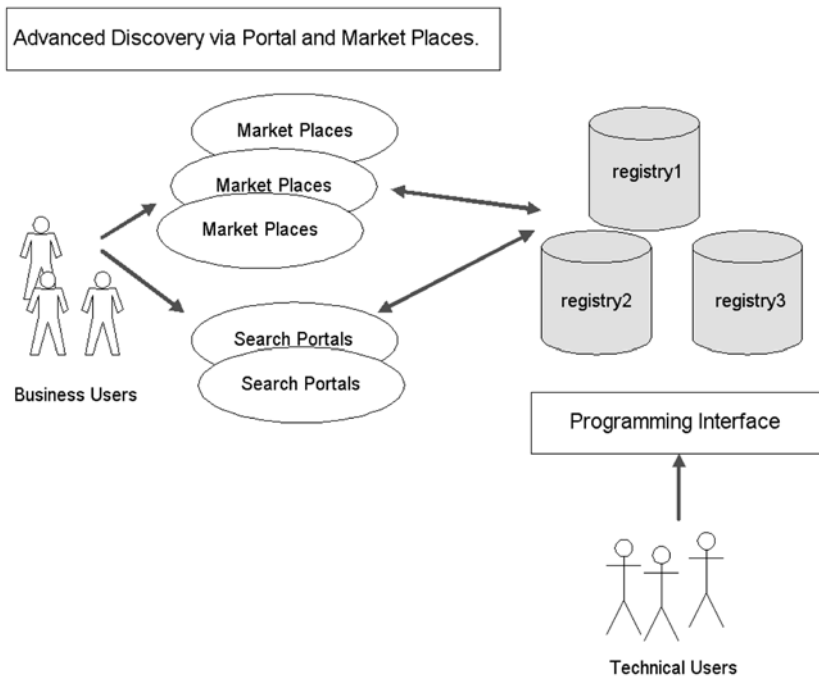 Advanced Discovery via Portal and Market Places.
Market Places
Market Places
Market Places
registry1
registry2
registry3
Search Portals
Search Portals
Business Users
Programming Interface
Technical Users